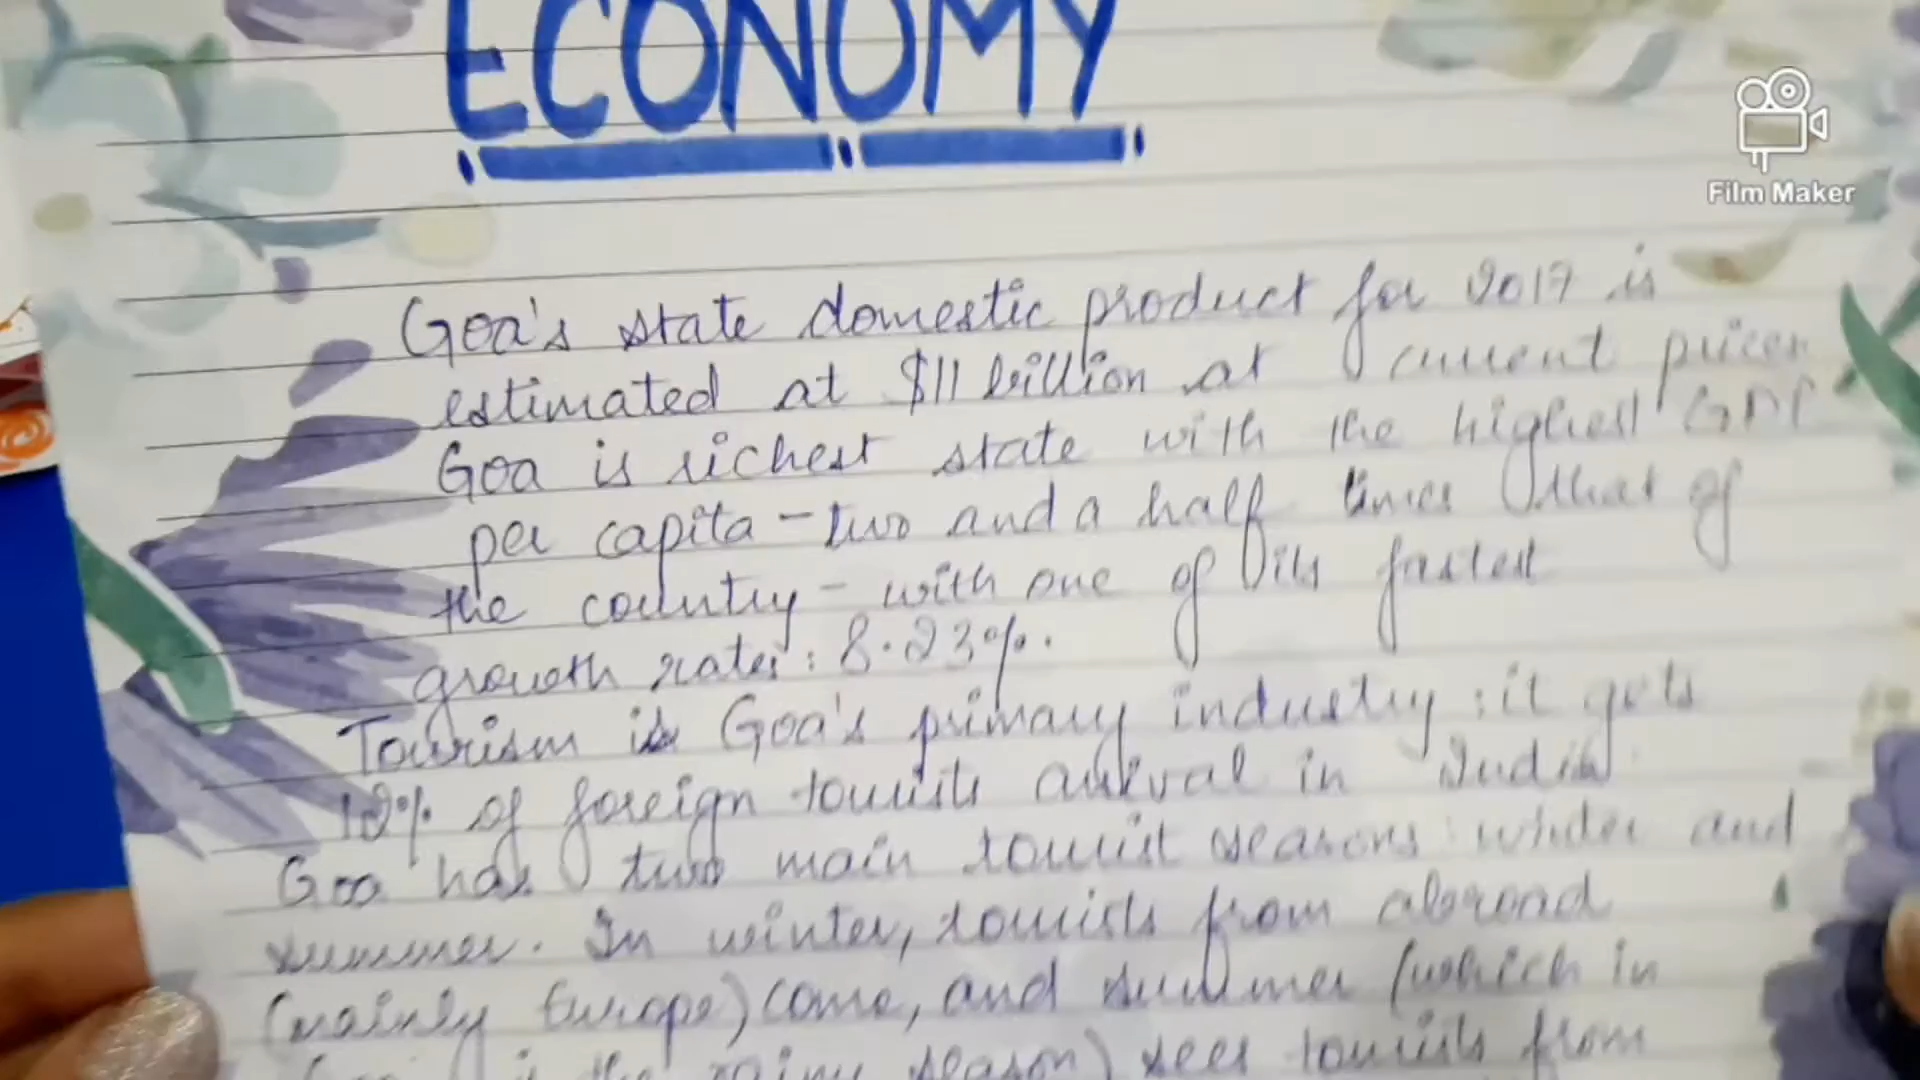 ECONOMY
Film Maker
Goa's state domestic product for 2017 is
estimated at $11 billion at current prices
Goa is richest state with the highest GDP
per capita - two and a half times that of
the country - with one of its fastest
growth rates: 8.23%.
Tourism is Goa's primary industry: it gets
of foreign tourists arrival in India.
Goa has two main tourist seasons: winter and
summer. In winter, tourists from abroad
(mainly Europe) come, and summer (which in
is the rainy season) sees tourists from